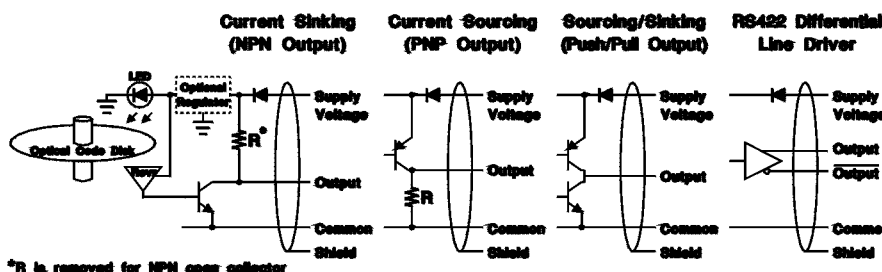 Current Sinking
(NPN Output)
Current Sourcing
(PNP Output)
Sourcing/Sinking
(Push/Pull Output)
RS422 Differential
Line Driver
LED
Optional
Regulator
Optical Code Disk
Rcvr
R*
Supply
Voltage
Output
Common
Shield
R
Supply
Voltage
Output
Common
Shield
Supply
Voltage
Output
Common
Shield
Supply
Voltage
Output
Output
Commo
Shield
*R is removed for NPN open collector